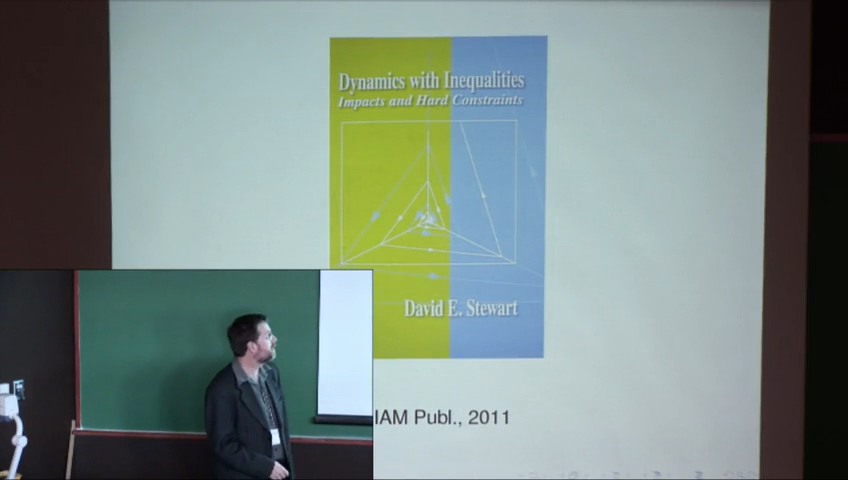 Dynamics with Inequalities
Impacts and Hard Constraints
David E. Stewart
IAM Publ., 2011